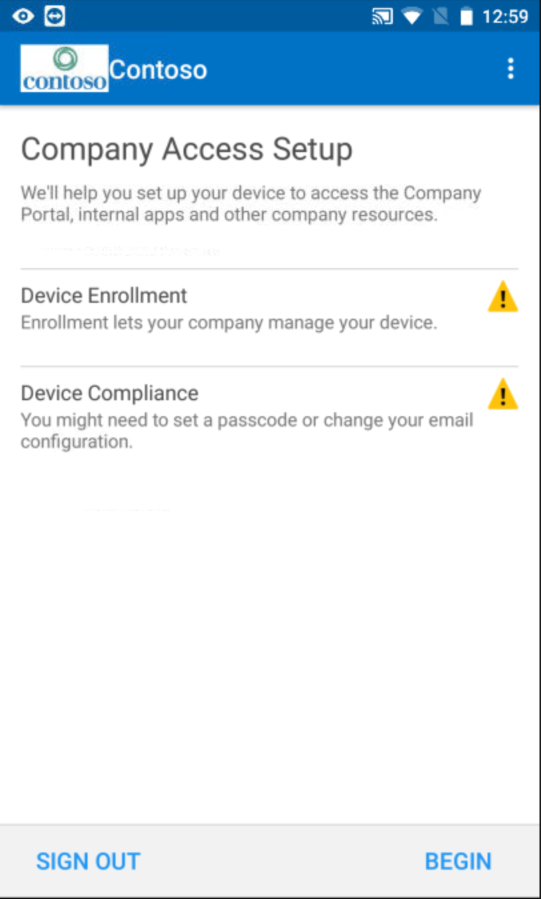 12:59
contoso Contoso
Company Access Setup
We'll help you set up your device to access the Company
Portal, internal apps and other company resources.
Device Enrollment
Enrollment lets your company manage your device.
Device Compliance
You might need to set a passcode or change your email
configuration.
SIGN OUT BEGIN